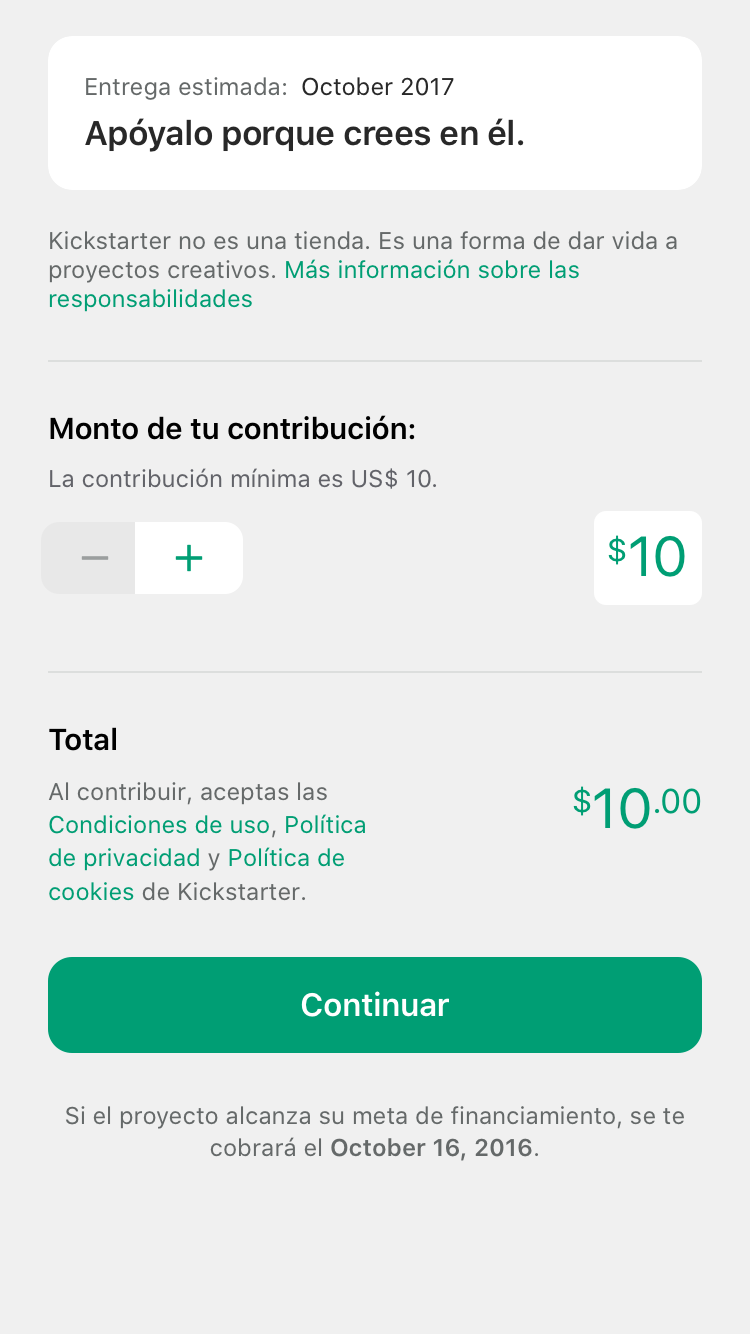 Entrega estimada: October 2017
Apóyalo porque crees en él.
Kickstarter no es una tienda. Es una forma de dar vida a
proyectos creativos. Más información sobre las
responsabilidades
Monto de tu contribución:
La contribución mínima es US$ 10.
− +
$10
Total
Al contribuir, aceptas las
Condiciones de uso, Política
de privacidad y Política de
cookies de Kickstarter.
$10.00
Continuar
Si el proyecto alcanza su meta de financiamiento, se te
cobrará el October 16, 2016.